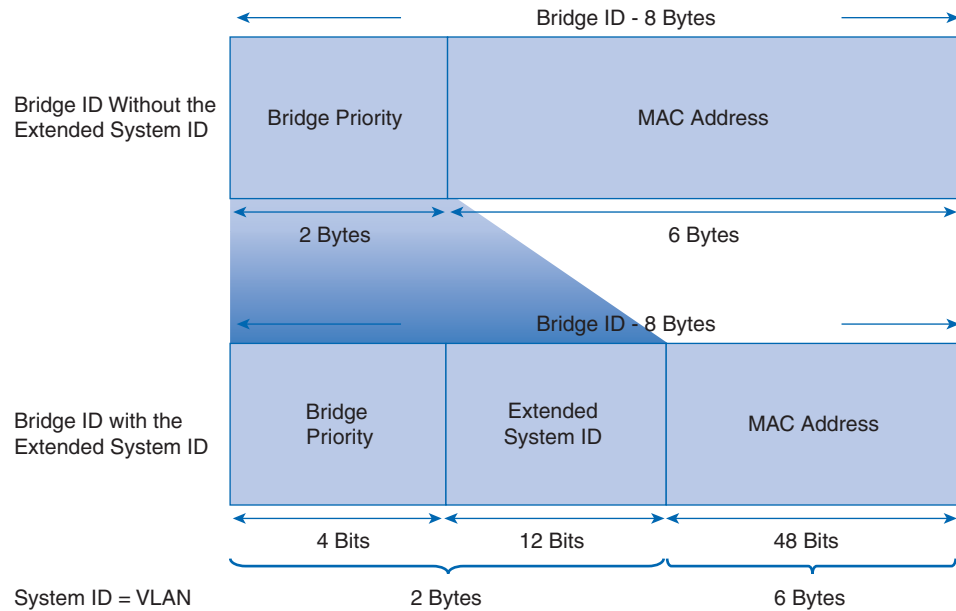 Bridge ID - 8 Bytes
Bridge ID Without the
Extended System ID
Bridge Priority
MAC Address
2 Bytes
6 Bytes
Bridge ID - 8 Bytes
Bridge ID with the
Extended System ID
Bridge
Priority
Extended
System ID
MAC Address
4 Bits
12 Bits
48 Bits
System ID = VLAN
2 Bytes
6 Bytes